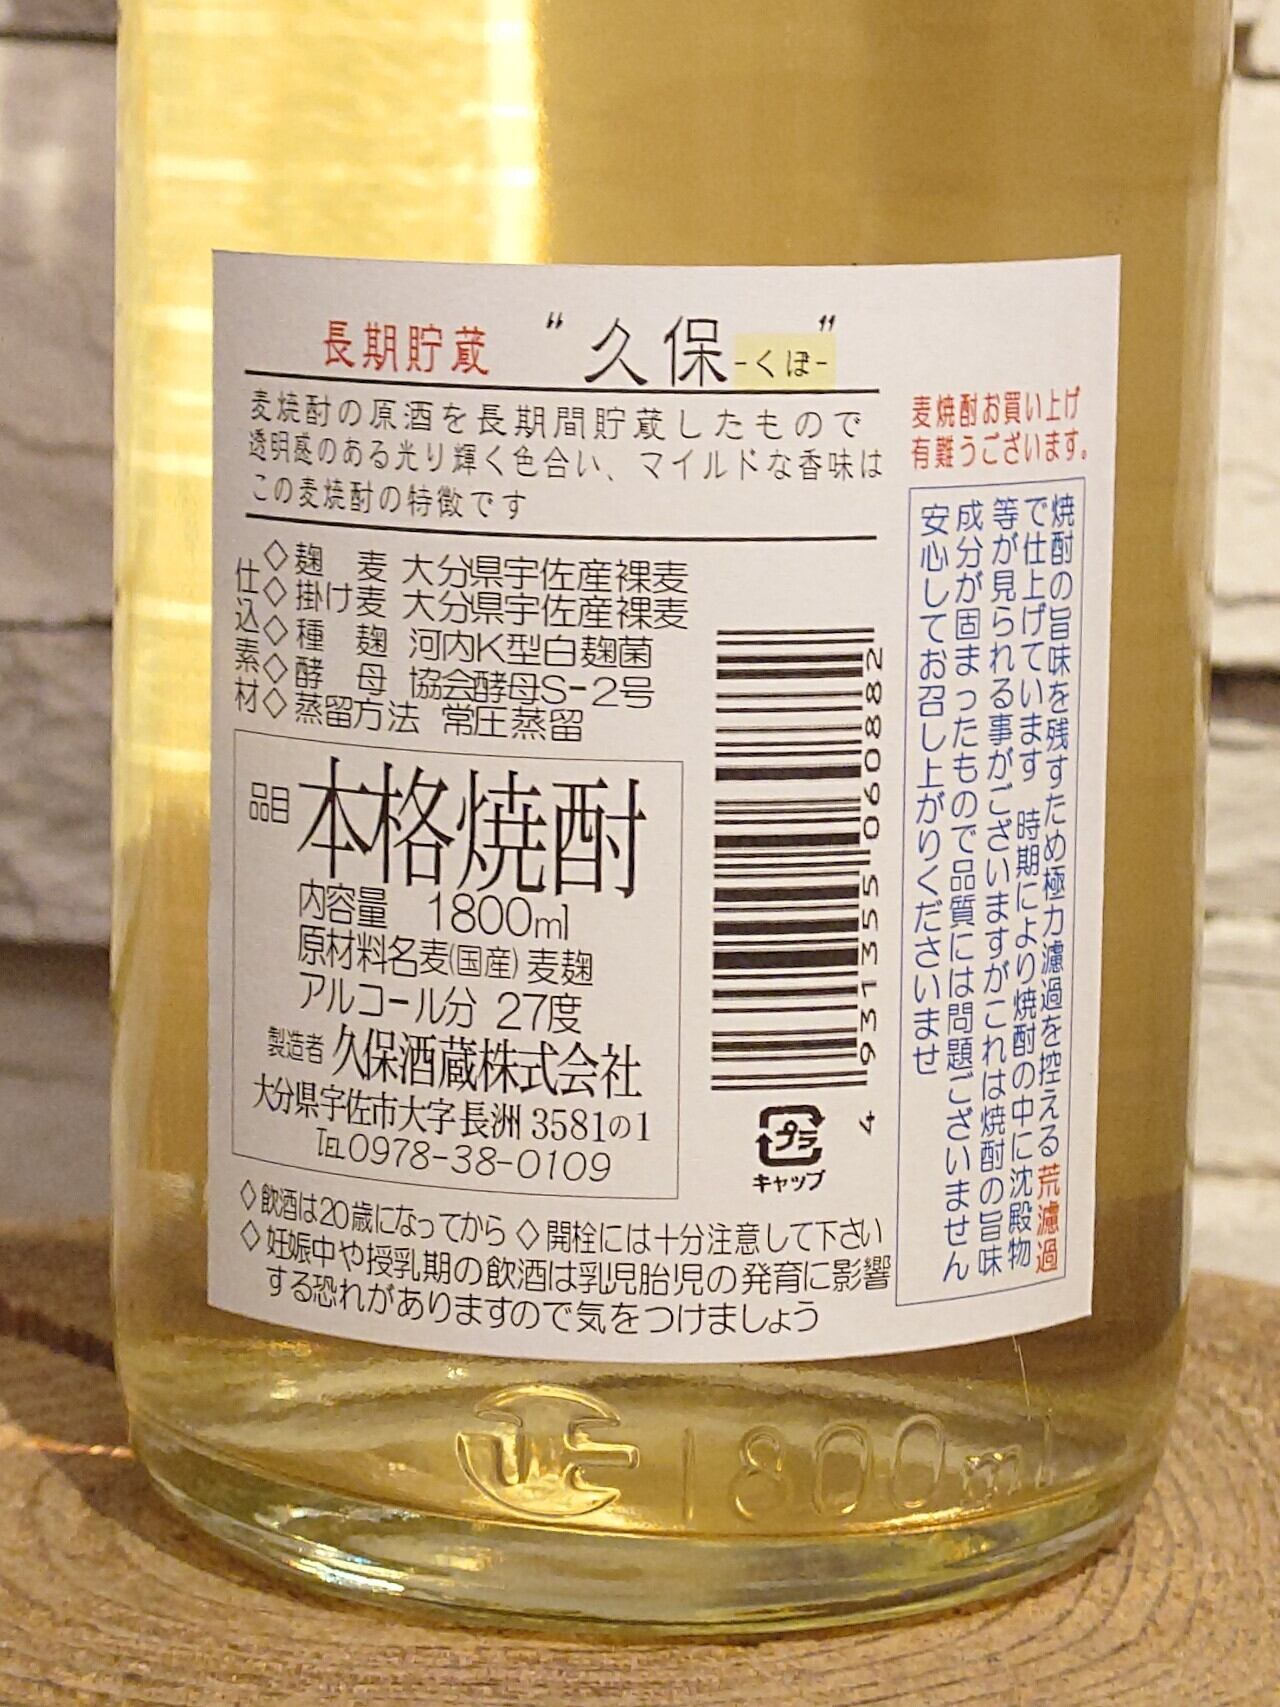 長期貯蔵 “久保-くぼ-”
麦焼酎の原酒を長期間貯蔵したもので
透明感のある光り輝く色合い、マイルドな香味は
この麦焼酎の特徴です
仕込素材
◇麹　麦 大分県宇佐産裸麦
◇掛け麦 大分県宇佐産裸麦
◇種　麹 河内K型白麹菌
◇酵　母 協会酵母S-2号
◇蒸留方法 常圧蒸留
品目 本格焼酎
内容量 1800ml
原材料名麦(国産)麦麹
アルコール分 27度
製造者 久保酒蔵株式会社
大分県宇佐市大字長洲3581の1
TEL0978-38-0109
◇飲酒は20歳になってから◇開栓には十分注意して下さい
◇妊娠中や授乳期の飲酒は乳児胎児の発育に影響
する恐れがありますので気をつけましょう
4 931355 060882
プラ
キャップ
麦焼酎お買い上げ
有難うございます。
焼酎の旨味を残すため極力濾過を控える荒濾過
で仕上げています 時期により焼酎の中に沈殿物
等が見られる事がございますがこれは焼酎の旨味
成分が固まったもので品質には問題ございません
安心してお召し上がりくださいませ
正 1800ml